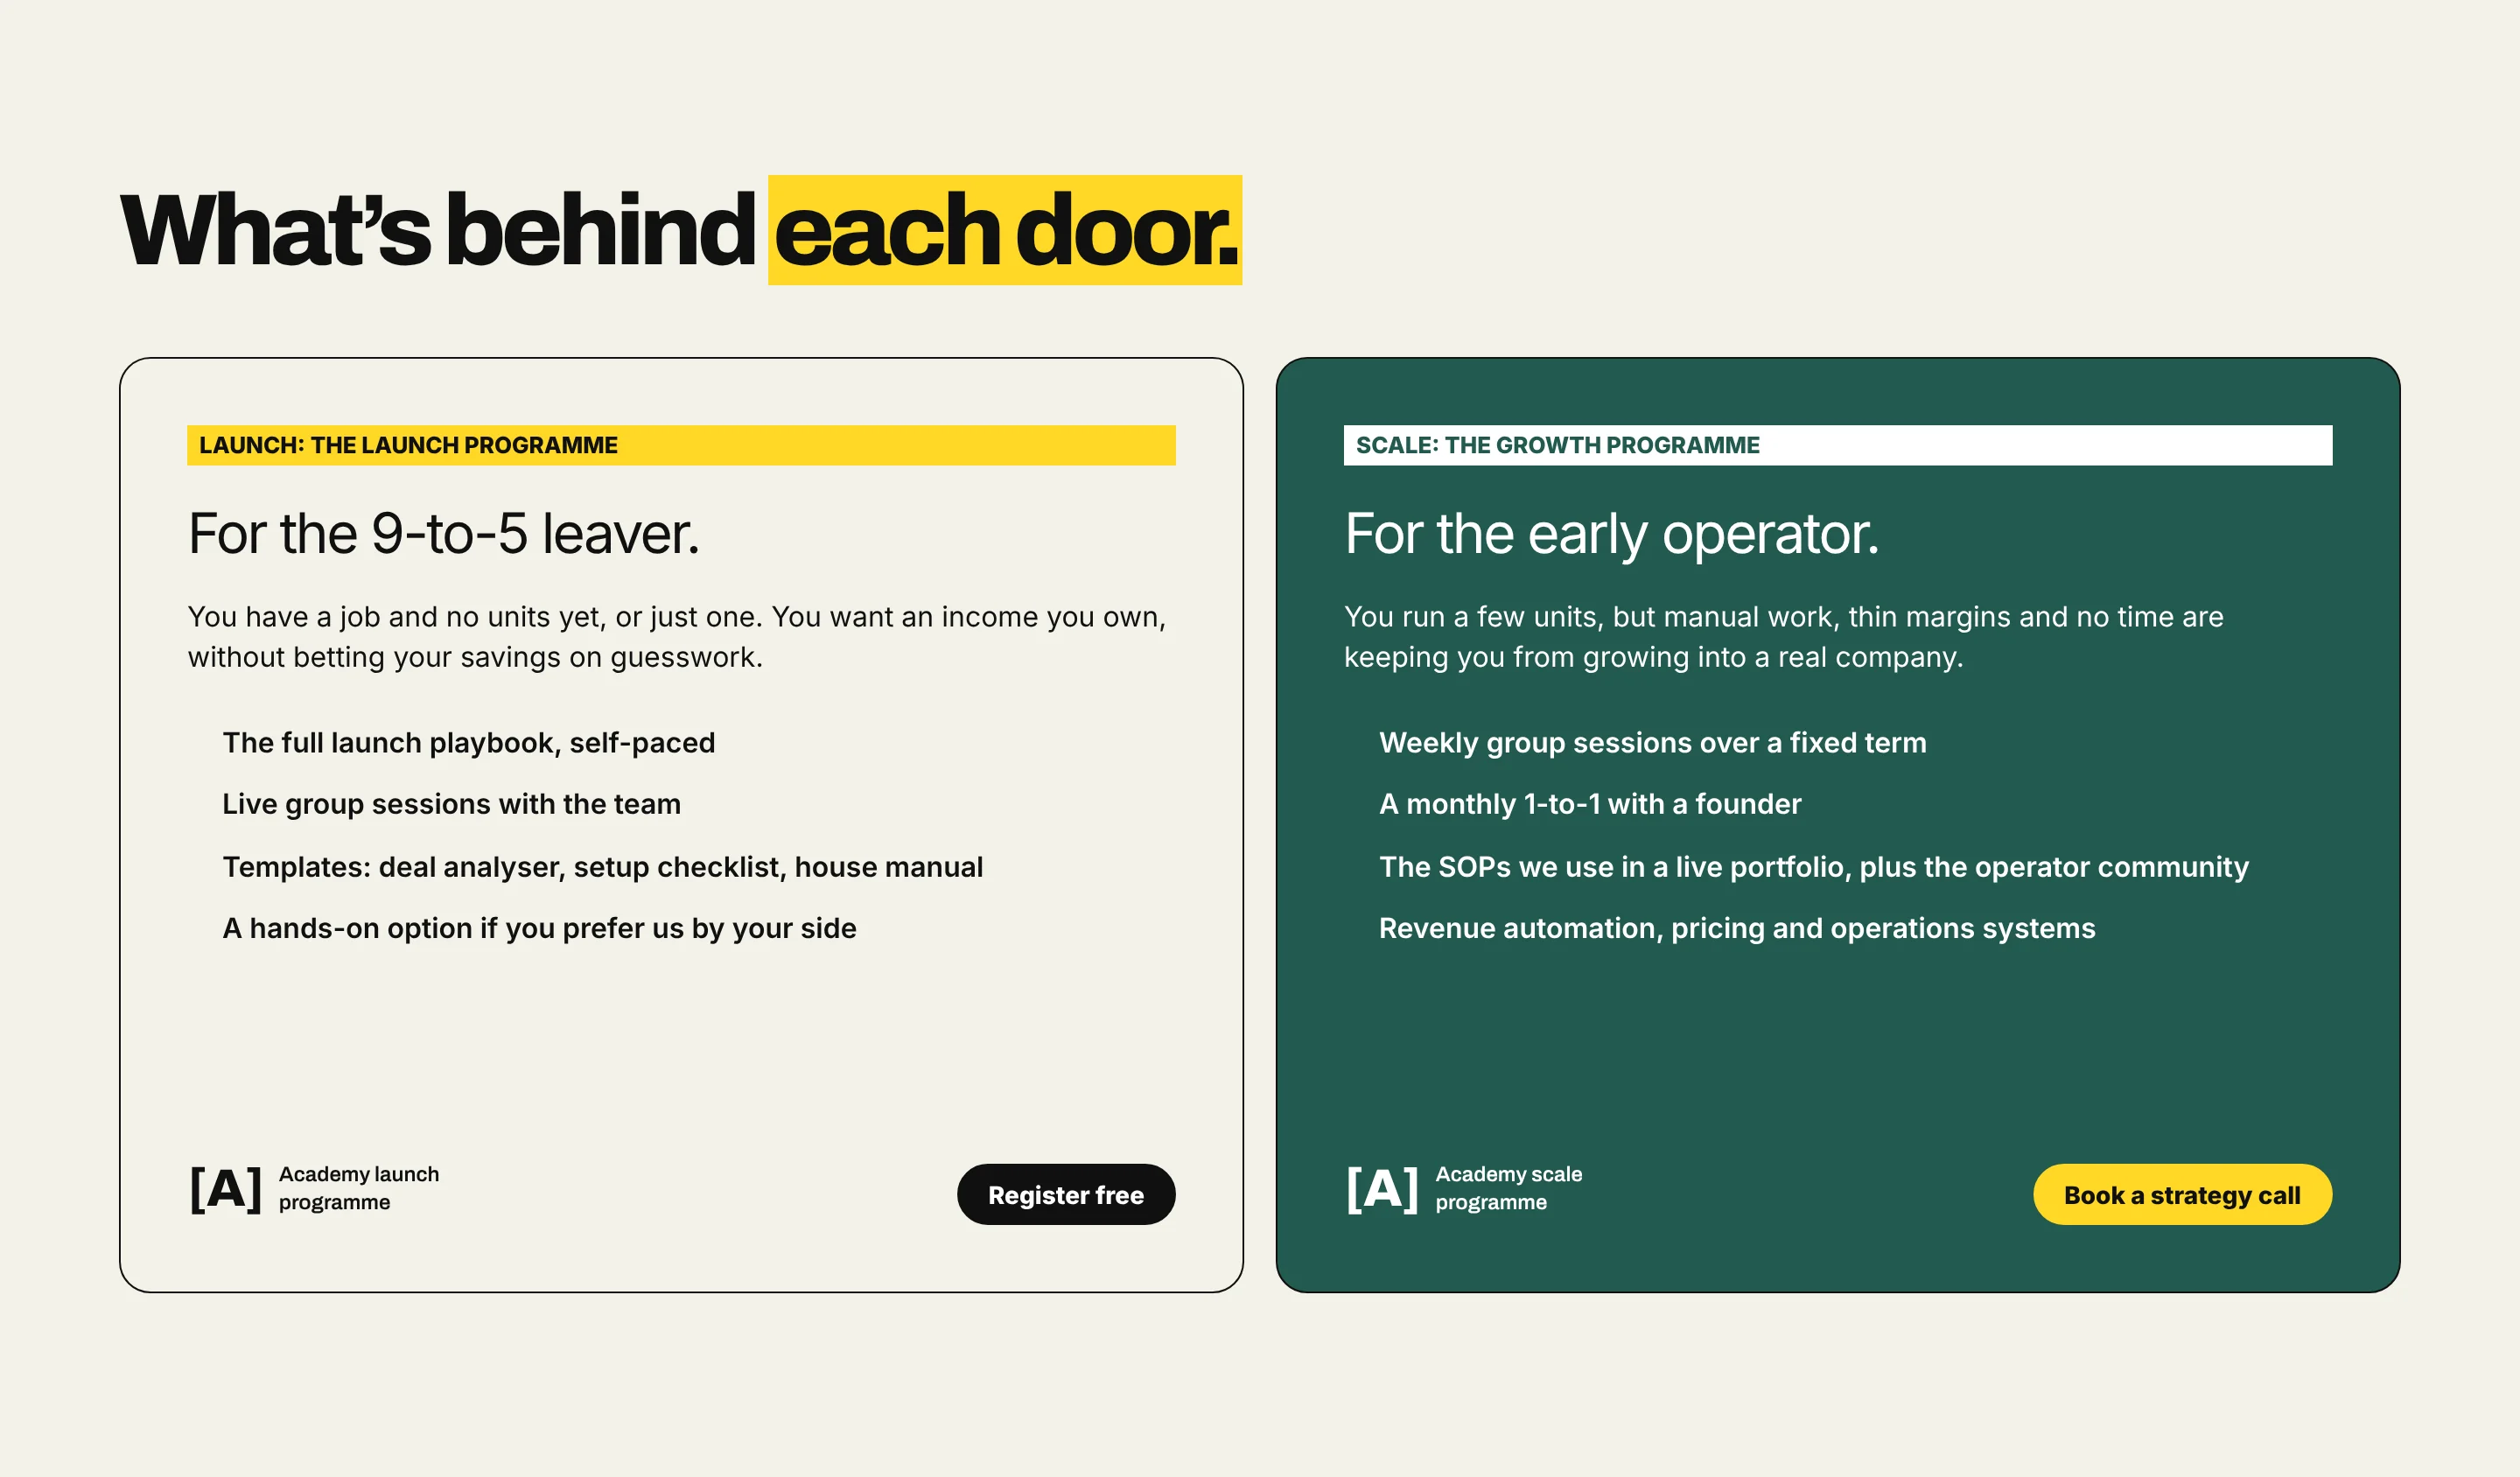 What’s behind each door.
LAUNCH: THE LAUNCH PROGRAMME
For the 9-to-5 leaver.
You have a job and no units yet, or just one. You want an income you own,
without betting your savings on guesswork.
The full launch playbook, self-paced
Live group sessions with the team
Templates: deal analyser, setup checklist, house manual
A hands-on option if you prefer us by your side
[A] Academy launch
programme
Register free
SCALE: THE GROWTH PROGRAMME
For the early operator.
You run a few units, but manual work, thin margins and no time are
keeping you from growing into a real company.
Weekly group sessions over a fixed term
A monthly 1-to-1 with a founder
The SOPs we use in a live portfolio, plus the operator community
Revenue automation, pricing and operations systems
[A] Academy scale
programme
Book a strategy call